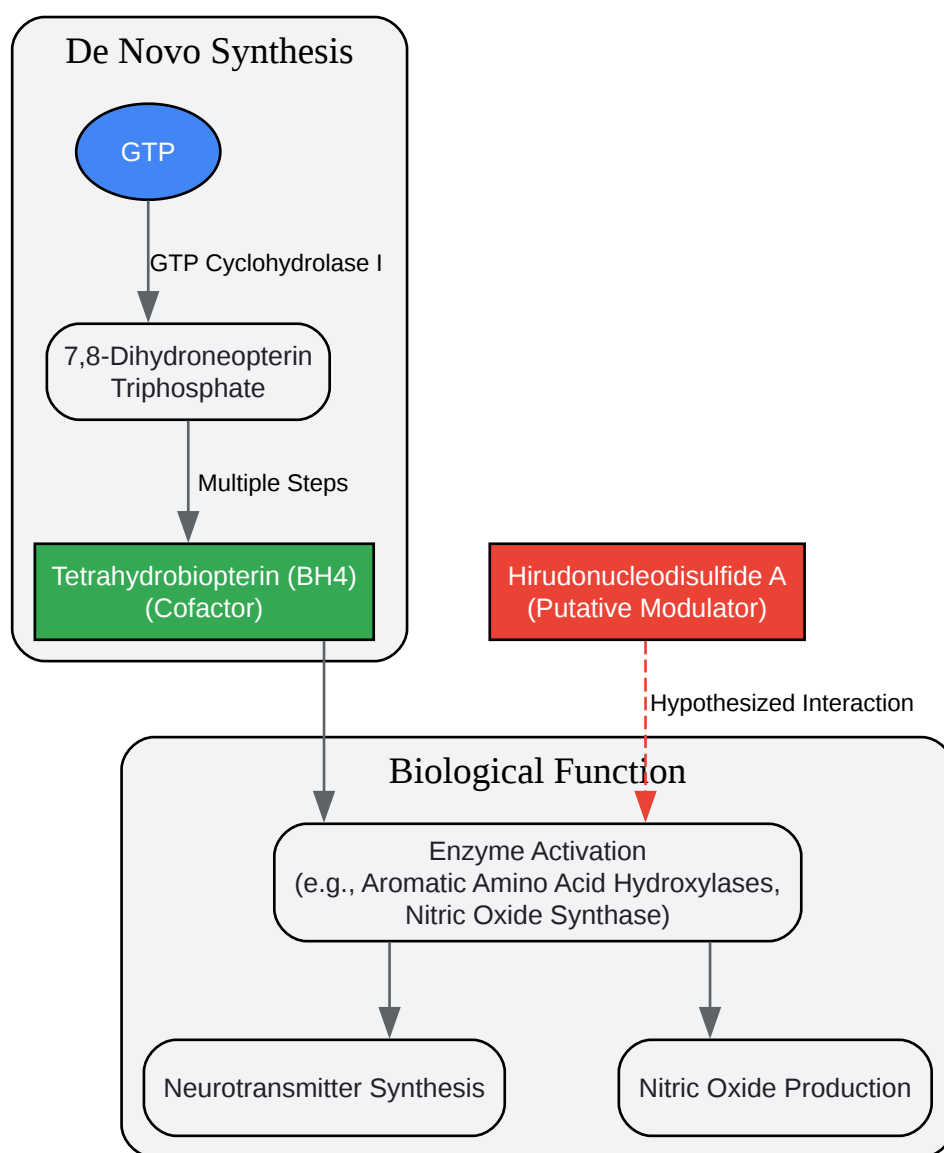 De Novo Synthesis
GTP
GTP Cyclohydrolase I
7,8-Dihydroneopterin
Triphosphate
Multiple Steps
Tetrahydrobiopterin (BH4)
(Cofactor)
Hirudonucleodisulfide A
(Putative Modulator)
Hypothesized Interaction
Biological Function
Enzyme Activation
(e.g., Aromatic Amino Acid Hydroxylases,
Nitric Oxide Synthase)
Neurotransmitter Synthesis
Nitric Oxide Production